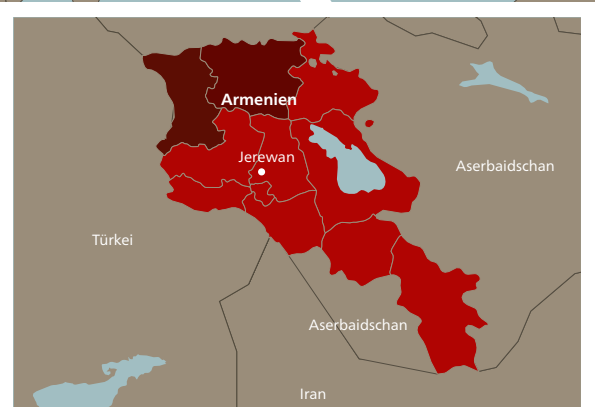 Armenien
Jerewan
Aserbaidschan
Türkei
Aserbaidschan
Iran